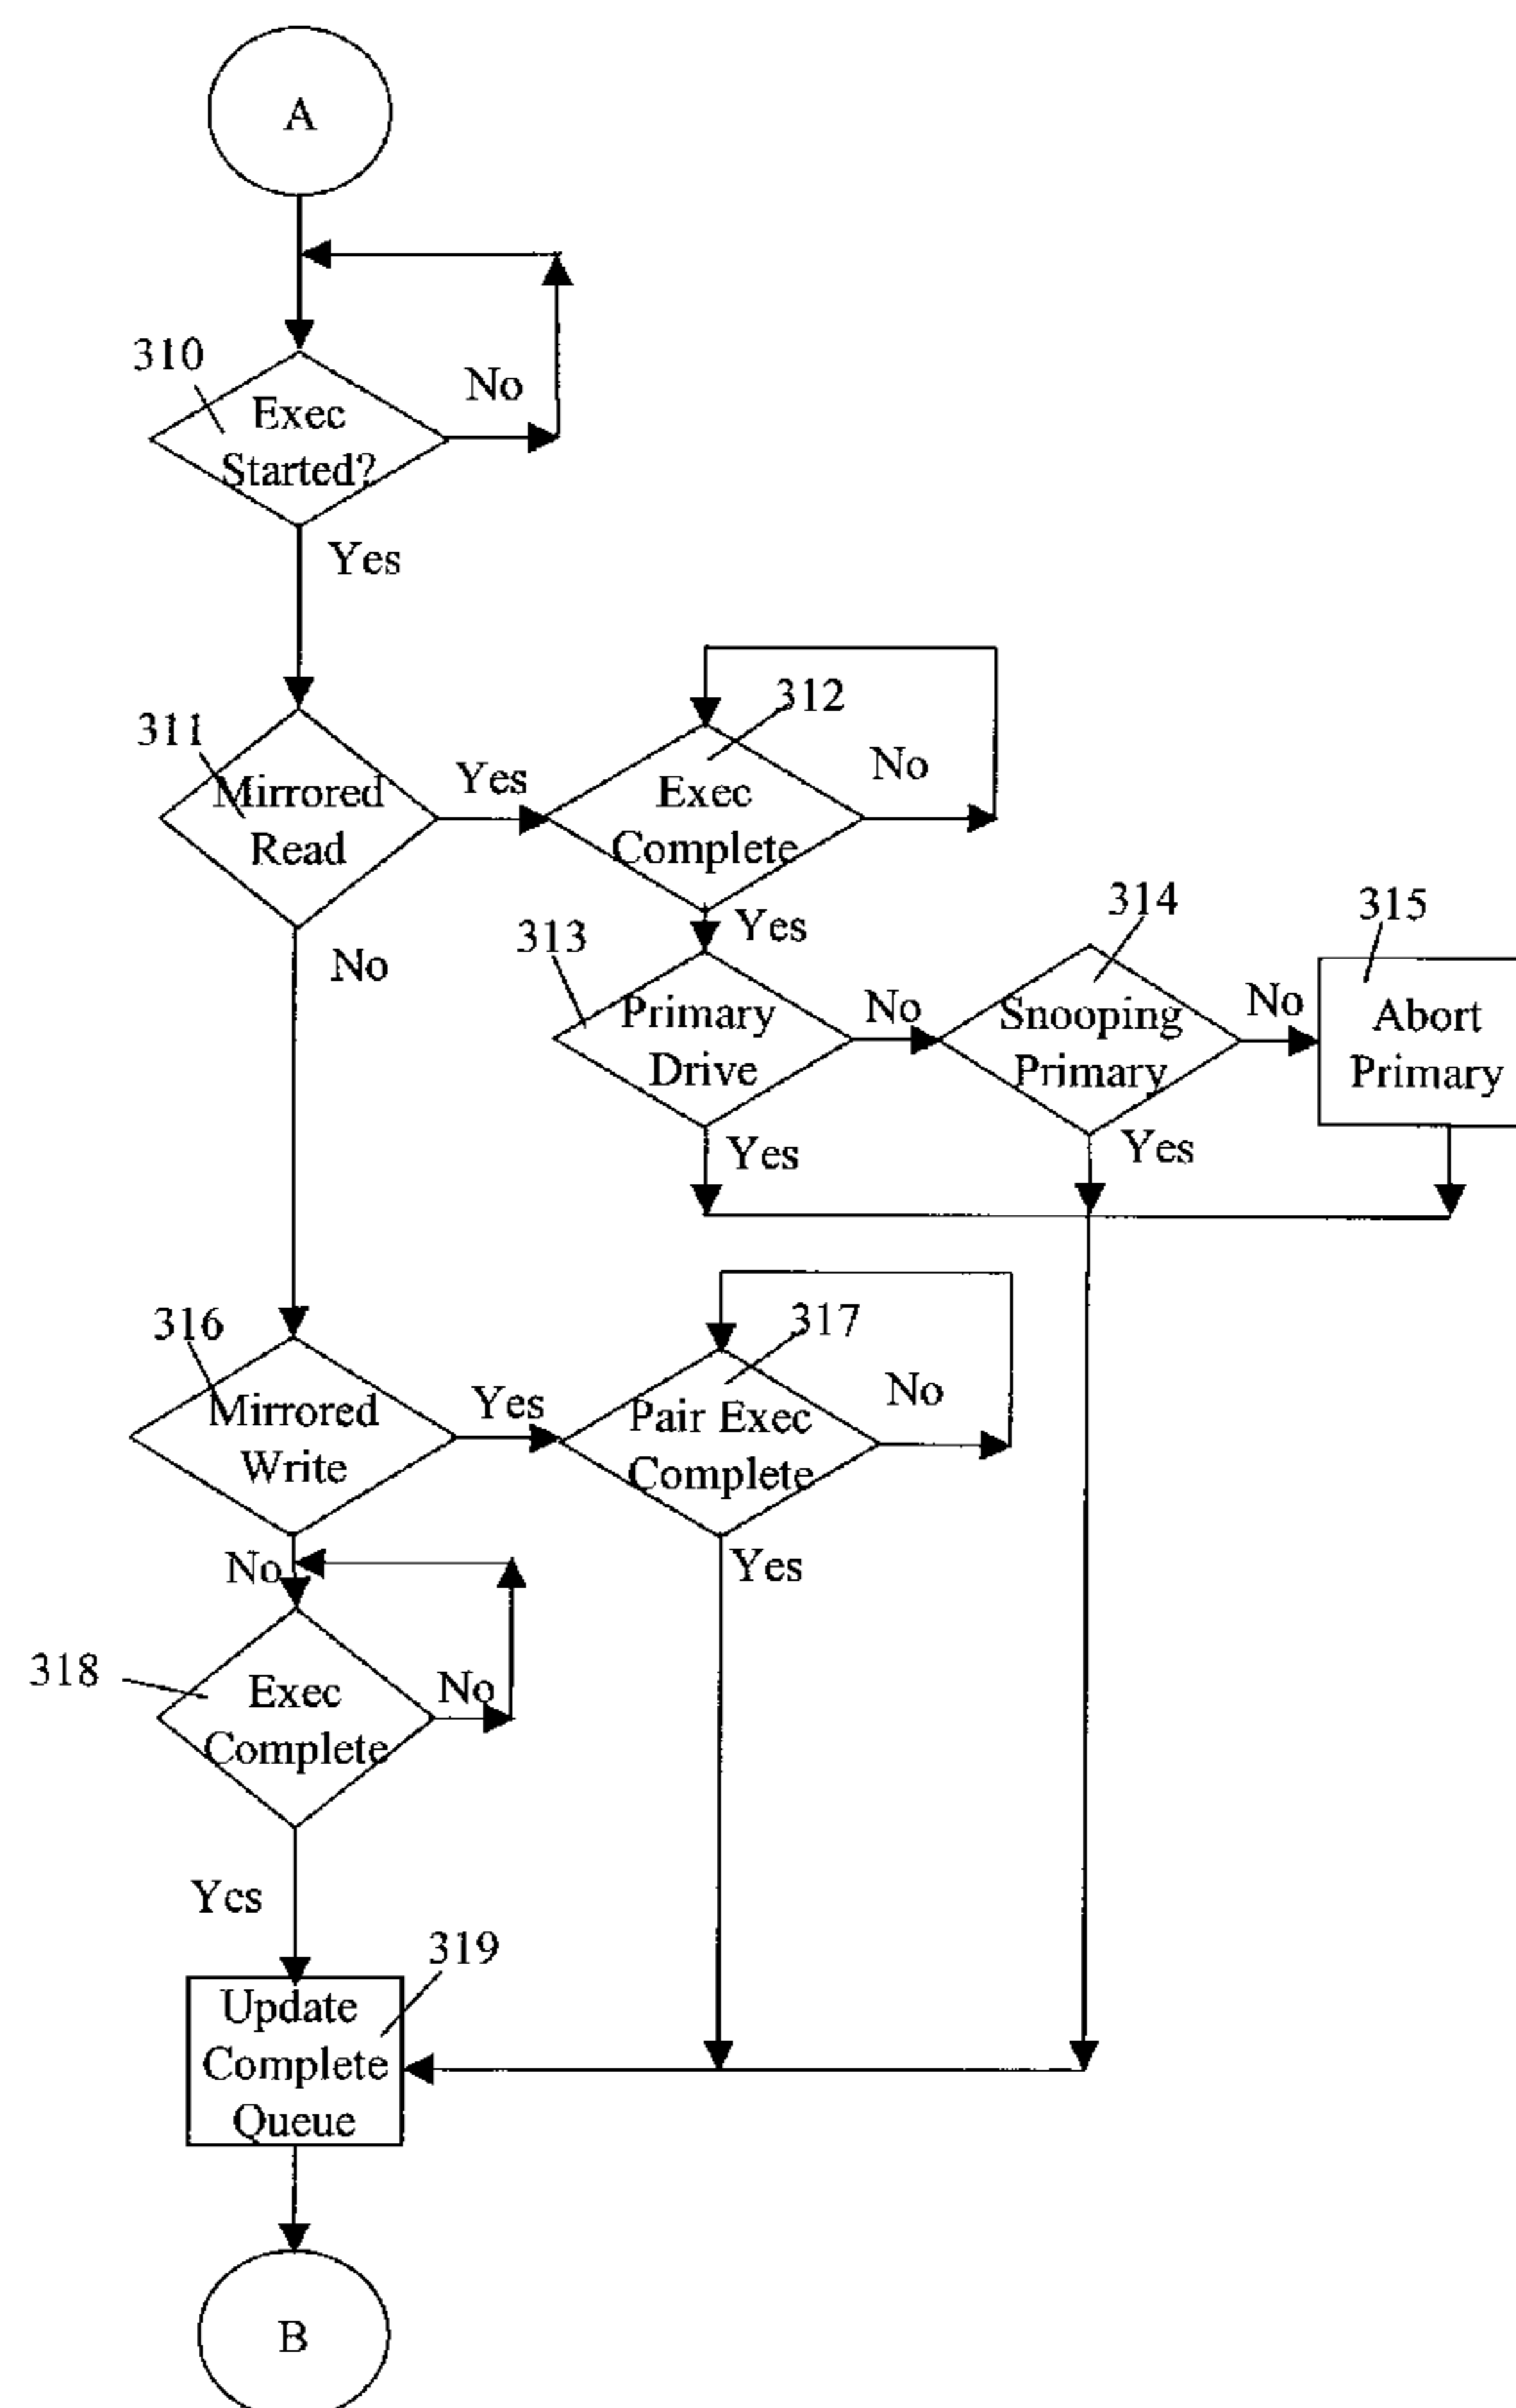 A
310
No
Exec
Started?
Yes
311
Mirrored
Read
Yes
312
Exec
Complete
No
No
Yes
313
Primary
Drive
No
314
Snooping
Primary
No
315
Abort
Primary
Yes
Yes
316
Mirrored
Write
Yes
317
Pair Exec
Complete
No
No
Yes
318
Exec
Complete
No
Yes
319
Update
Complete
Queue
B